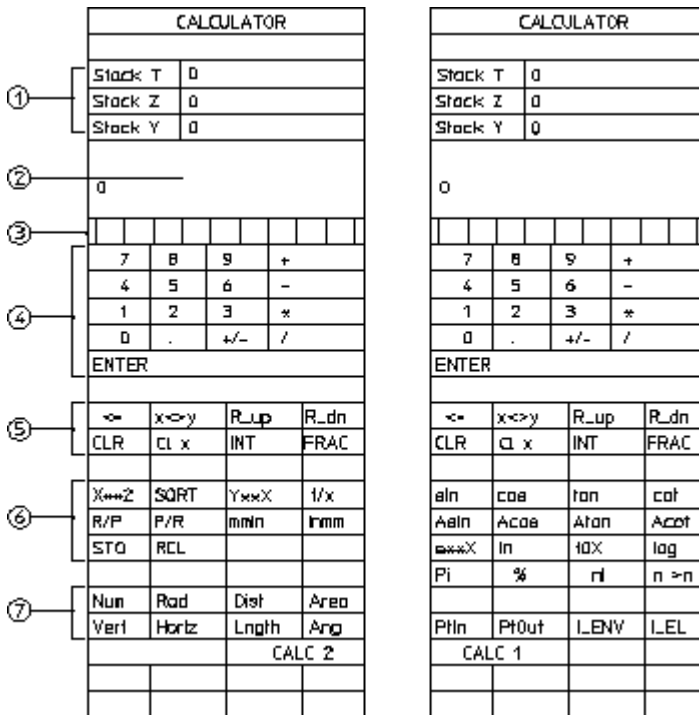 CALCULATOR
① Stack T 0
Stack Z 0
Stack Y 0
② 0
③
7 8 9 +
④ 4 5 6 -
1 2 3 *
0 . +/- /
ENTER
⑤ <= x<>y R_up R_dn
CLR CL x INT FRAC
X**2 SQRT Y**X 1/x
⑥ R/P P/R mmin inmm
STO RCL
⑦ Num Rad Dist Area
Vert Horiz Lngth Ang
CALC 2
CALCULATOR
Stack T 0
Stack Z 0
Stack Y 0
0
7 8 9 +
4 5 6 -
1 2 3 *
0 . +/- /
ENTER
<= x<>y R_up R_dn
CLR CL x INT FRAC
sin cos tan cot
Asin Acos Atan Acot
e**X ln 10X log
Pi % n! n >n
PtIn PtOut I_ENV I_EL
CALC 1